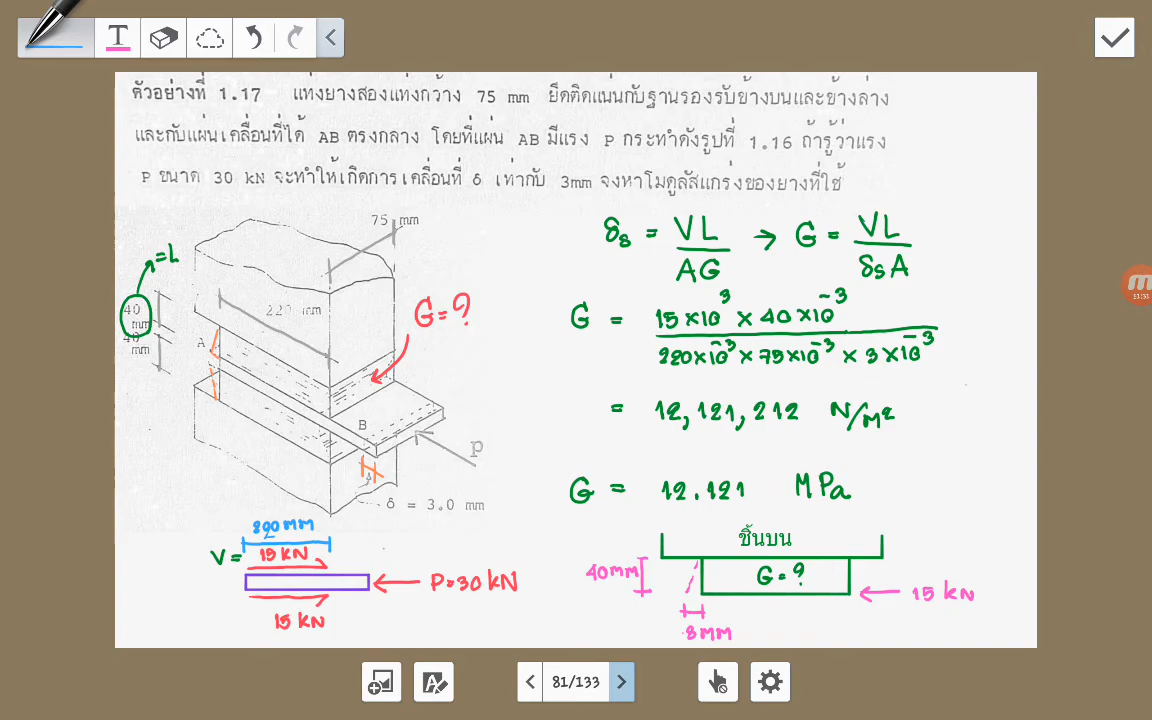 T
ตัวอย่างที่ 1.17 แท่งยางสองแท่งกว้าง 75 mm ยึดติดแน่นกับฐานรองรับข้างบนและข้างล่าง
และกับแผ่นเคลื่อนที่ได้ AB ตรงกลาง โดยที่แผ่น AB มีแรง P กระทำดังรูปที่ 1.16 ถ้ารู้ว่าแรง
P ขนาด 30 kN จะทำให้เกิดการเคลื่อนที่ δ เท่ากับ 3mm จงหาโมดูลัสแกร่งของยางที่ใช้
75 mm
=L
40 mm
40 mm
220 mm
A
B
G=?
P
δ = 3.0 mm
δs = VL / AG → G = VL / δs A
G = 15×10³ × 40×10⁻³ / 220×10⁻³ × 75×10⁻³ × 3×10⁻³
= 12,121,212 N/M²
G = 12.121 MPa
220 MM
V = 15 kN
P=30 kN
15 kN
ชิ้นบน
40MM
G=?
15 kN
3MM
81/133